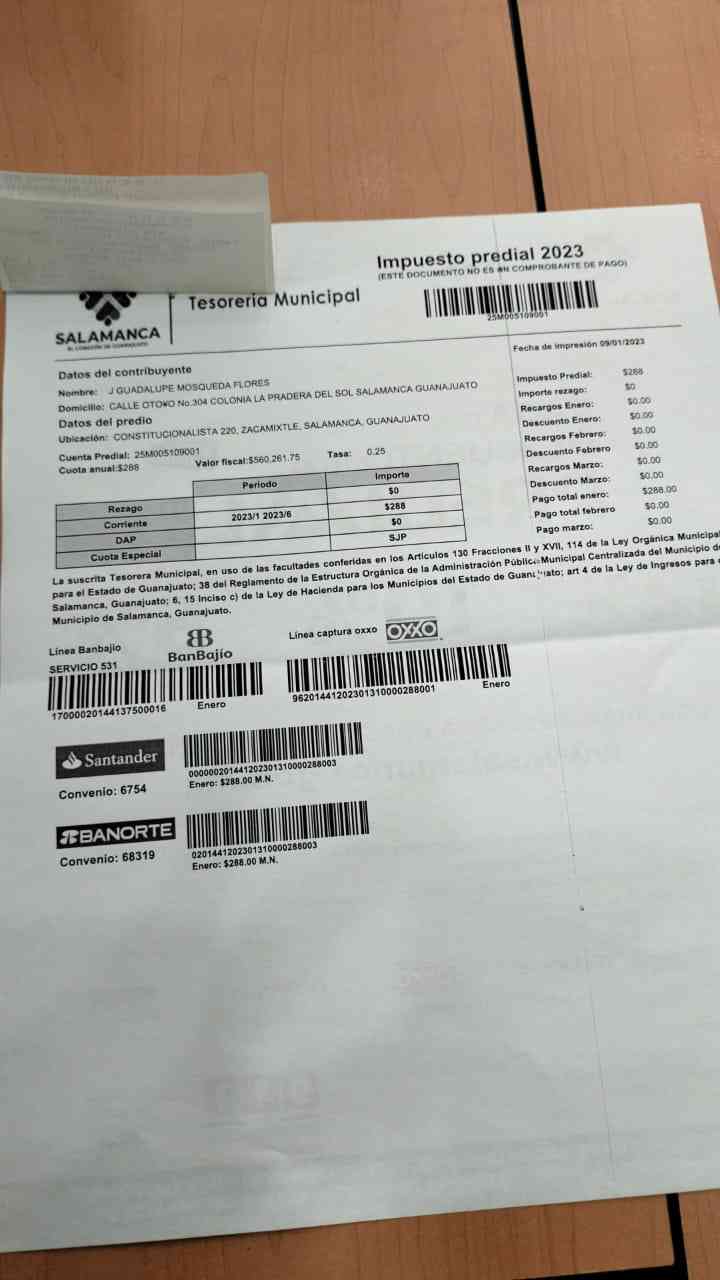 Impuesto predial 2023
(ESTE DOCUMENTO NO ES UN COMPROBANTE DE PAGO)
25M005109001
SALAMANCA
EL CORAZÓN DE GUANAJUATO
Tesorería Municipal
Fecha de impresión 09/01/2023
Datos del contribuyente
Nombre: J GUADALUPE MOSQUEDA FLORES
Domicilio: CALLE OTO¥O No.304 COLONIA LA PRADERA DEL SOL SALAMANCA GUANAJUATO
Datos del predio
Ubicación: CONSTITUCIONALISTA 220, ZACAMIXTLE, SALAMANCA, GUANAJUATO
Cuenta Predial: 25M005109001
Cuota anual:$288 Valor fiscal:$560,261.75 Tasa: 0.25
Periodo Importe
Rezago $0
Corriente 2023/1 2023/6 $288
DAP $0
Cuota Especial SJP
Impuesto Predial: $288
Importe rezago: $0
Recargos Enero: $0.00
Descuento Enero: $0.00
Recargos Febrero: $0.00
Descuento Febrero $0.00
Recargos Marzo: $0.00
Descuento Marzo: $0.00
Pago total enero: $288.00
Pago total febrero $0.00
Pago marzo: $0.00
La suscrita Tesorera Municipal, en uso de las facultades conferidas en los Artículos 130 Fracciones II y XVII, 114 de la Ley Orgánica Municipal
para el Estado de Guanajuato; 38 del Reglamento de la Estructura Orgánica de la Administración Pública Municipal Centralizada del Municipio de
Salamanca, Guanajuato; 6, 15 Inciso c) de la Ley de Hacienda para los Municipios del Estado de Guanajuato; art 4 de la Ley de Ingresos para
Municipio de Salamanca, Guanajuato.
Línea Banbajio
SERVICIO 531
BanBajío
17000020144137500016 Enero
Línea captura oxxo OXXO
96201441202301310000288001 Enero
Santander
Convenio: 6754
000000201441202301310000288003
Enero: $288.00 M.N.
BANORTE
Convenio: 68319
0201441202301310000288003
Enero: $288.00 M.N.